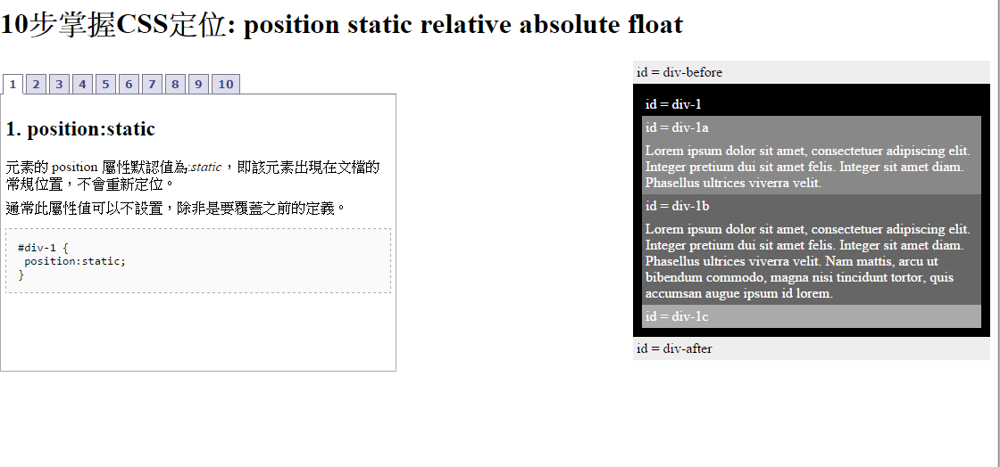 10步掌握CSS定位: position static relative absolute float
1 2 3 4 5 6 7 8 9 10
1. position:static
元素的 position 屬性默認值為:static，即該元素出現在文檔的
常規位置，不會重新定位。
通常此屬性值可以不設置，除非是要覆蓋之前的定義。
#div-1 {
position:static;
}
id = div-before
id = div-1
id = div-1a
Lorem ipsum dolor sit amet, consectetuer adipiscing elit.
Integer pretium dui sit amet felis. Integer sit amet diam.
Phasellus ultrices viverra velit.
id = div-1b
Lorem ipsum dolor sit amet, consectetuer adipiscing elit.
Integer pretium dui sit amet felis. Integer sit amet diam.
Phasellus ultrices viverra velit. Nam mattis, arcu ut
bibendum commodo, magna nisi tincidunt tortor, quis
accumsan augue ipsum id lorem.
id = div-1c
id = div-after